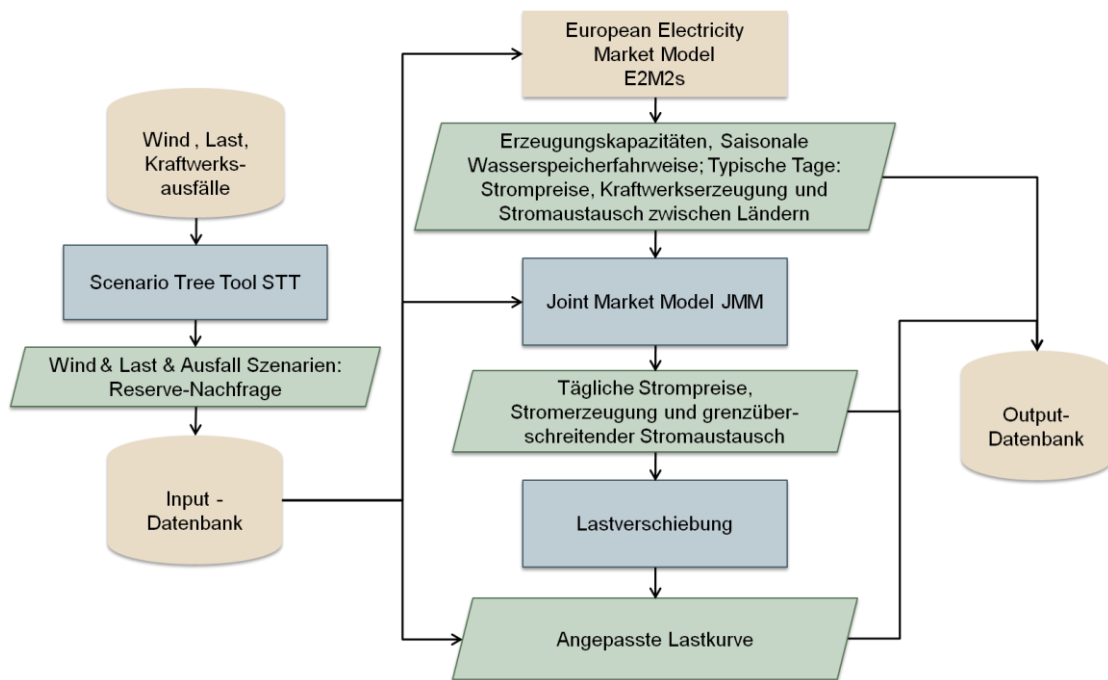 Wind , Last,
Kraftwerks-
ausfälle
Scenario Tree Tool STT
Wind & Last & Ausfall Szenarien:
Reserve-Nachfrage
Input -
Datenbank
European Electricity
Market Model
E2M2s
Erzeugungskapazitäten, Saisonale
Wasserspeicherfahrweise; Typische Tage:
Strompreise, Kraftwerkserzeugung und
Stromaustausch zwischen Ländern
Joint Market Model JMM
Tägliche Strompreise,
Stromerzeugung und grenzüber-
schreitender Stromaustausch
Lastverschiebung
Angepasste Lastkurve
Output-
Datenbank